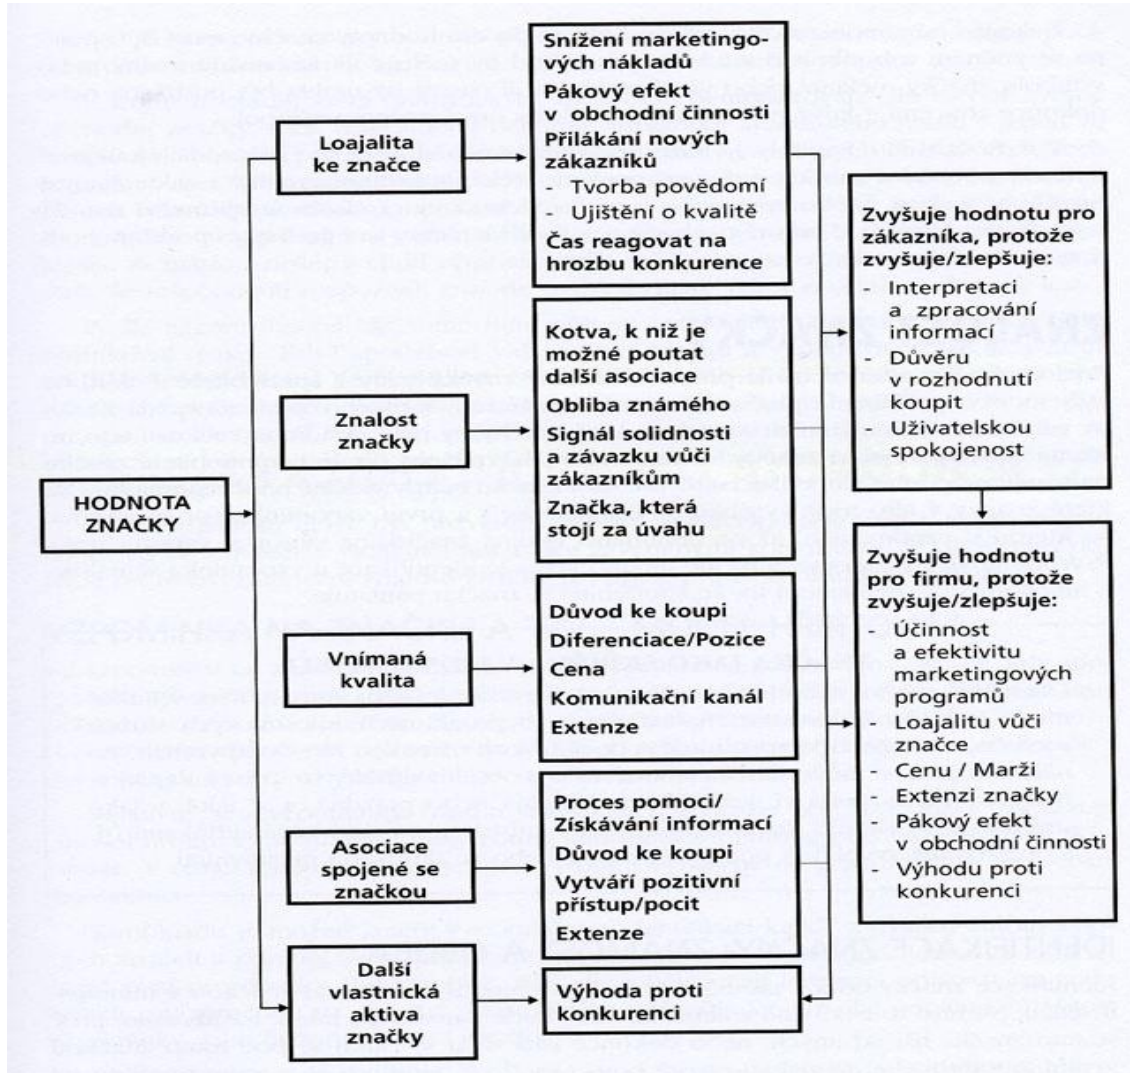 HODNOTA
ZNAČKY
Loajalita
ke značce
Snížení marketingo-
vých nákladů
Pákový efekt
v obchodní činnosti
Přilákání nových
zákazníků
- Tvorba povědomí
- Ujištění o kvalitě
Čas reagovat na
hrozbu konkurence
Znalost
značky
Kotva, k níž je
možné poutat
další asociace
Obliba známého
Signál solidnosti
a závazku vůči
zákazníkům
Značka, která
stojí za úvahu
Vnímaná
kvalita
Důvod ke koupi
Diferenciace/Pozice
Cena
Komunikační kanál
Extenze
Asociace
spojené se
značkou
Proces pomoci/
Získávání informací
Důvod ke koupi
Vytváří pozitivní
přístup/pocit
Extenze
Další
vlastnická
aktiva
značky
Výhoda proti
konkurenci
Zvyšuje hodnotu pro
zákazníka, protože
zvyšuje/zlepšuje:
- Interpretaci
a zpracování
informací
- Důvěru
v rozhodnutí
koupit
- Uživatelskou
spokojenost
Zvyšuje hodnotu
pro firmu, protože
zvyšuje/zlepšuje:
- Účinnost
a efektivitu
marketingových
programů
- Loajalitu vůči
značce
- Cenu / Marži
- Extenzi značky
- Pákový efekt
v obchodní činnosti
- Výhodu proti
konkurenci